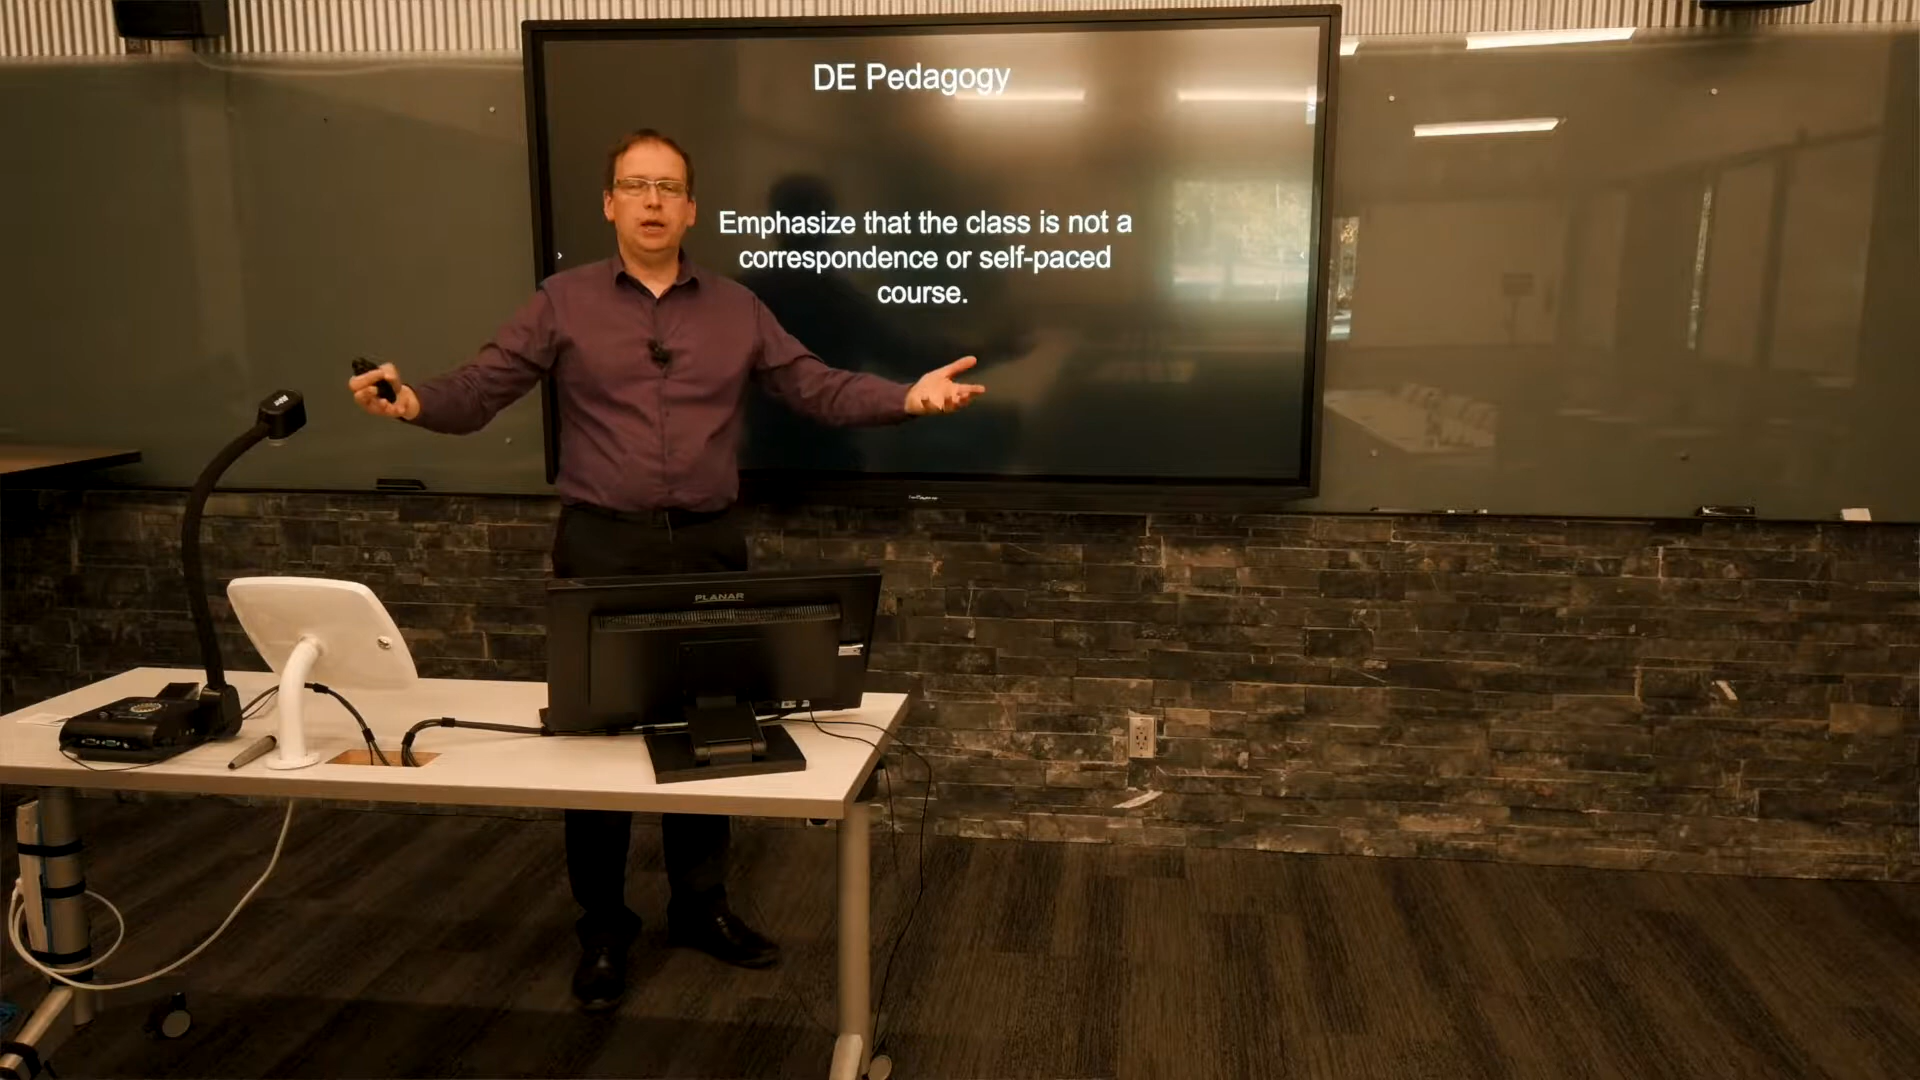 DE Pedagogy
Emphasize that the class is not a
correspondence or self-paced
course.
PLANAR